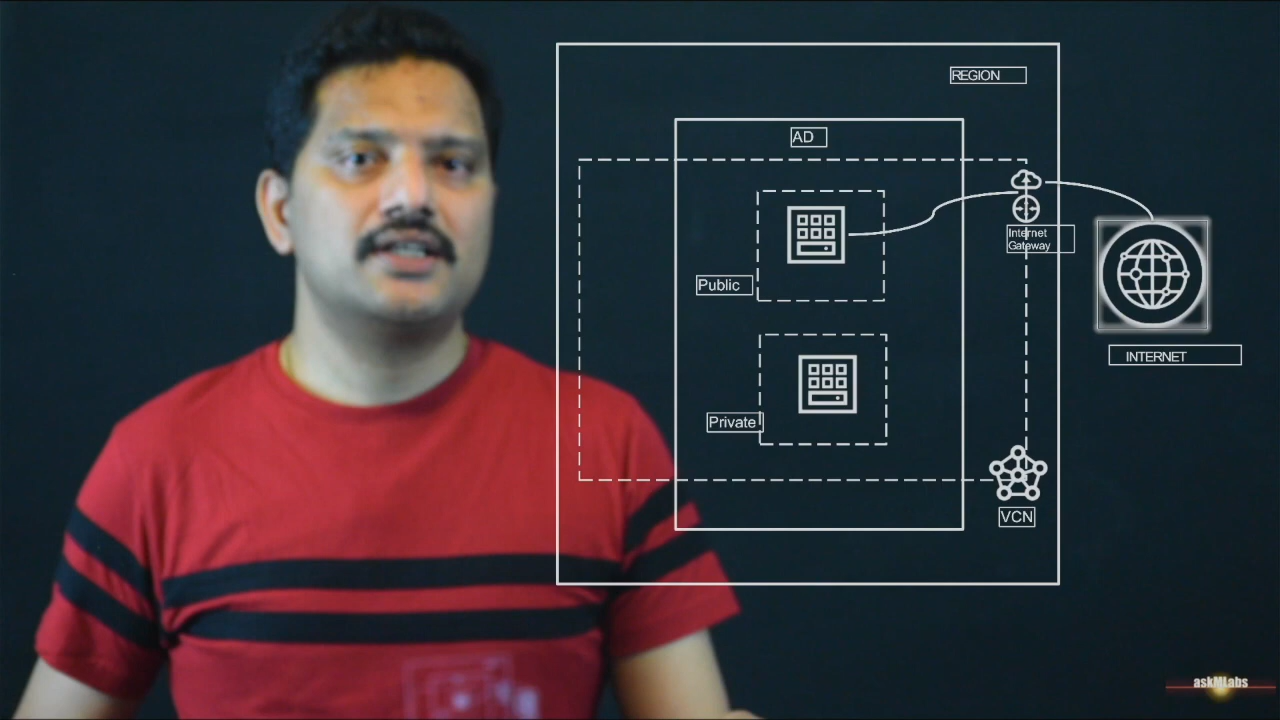 REGION
AD
Internet
Gateway
Public
INTERNET
Private
VCN
askMLabs